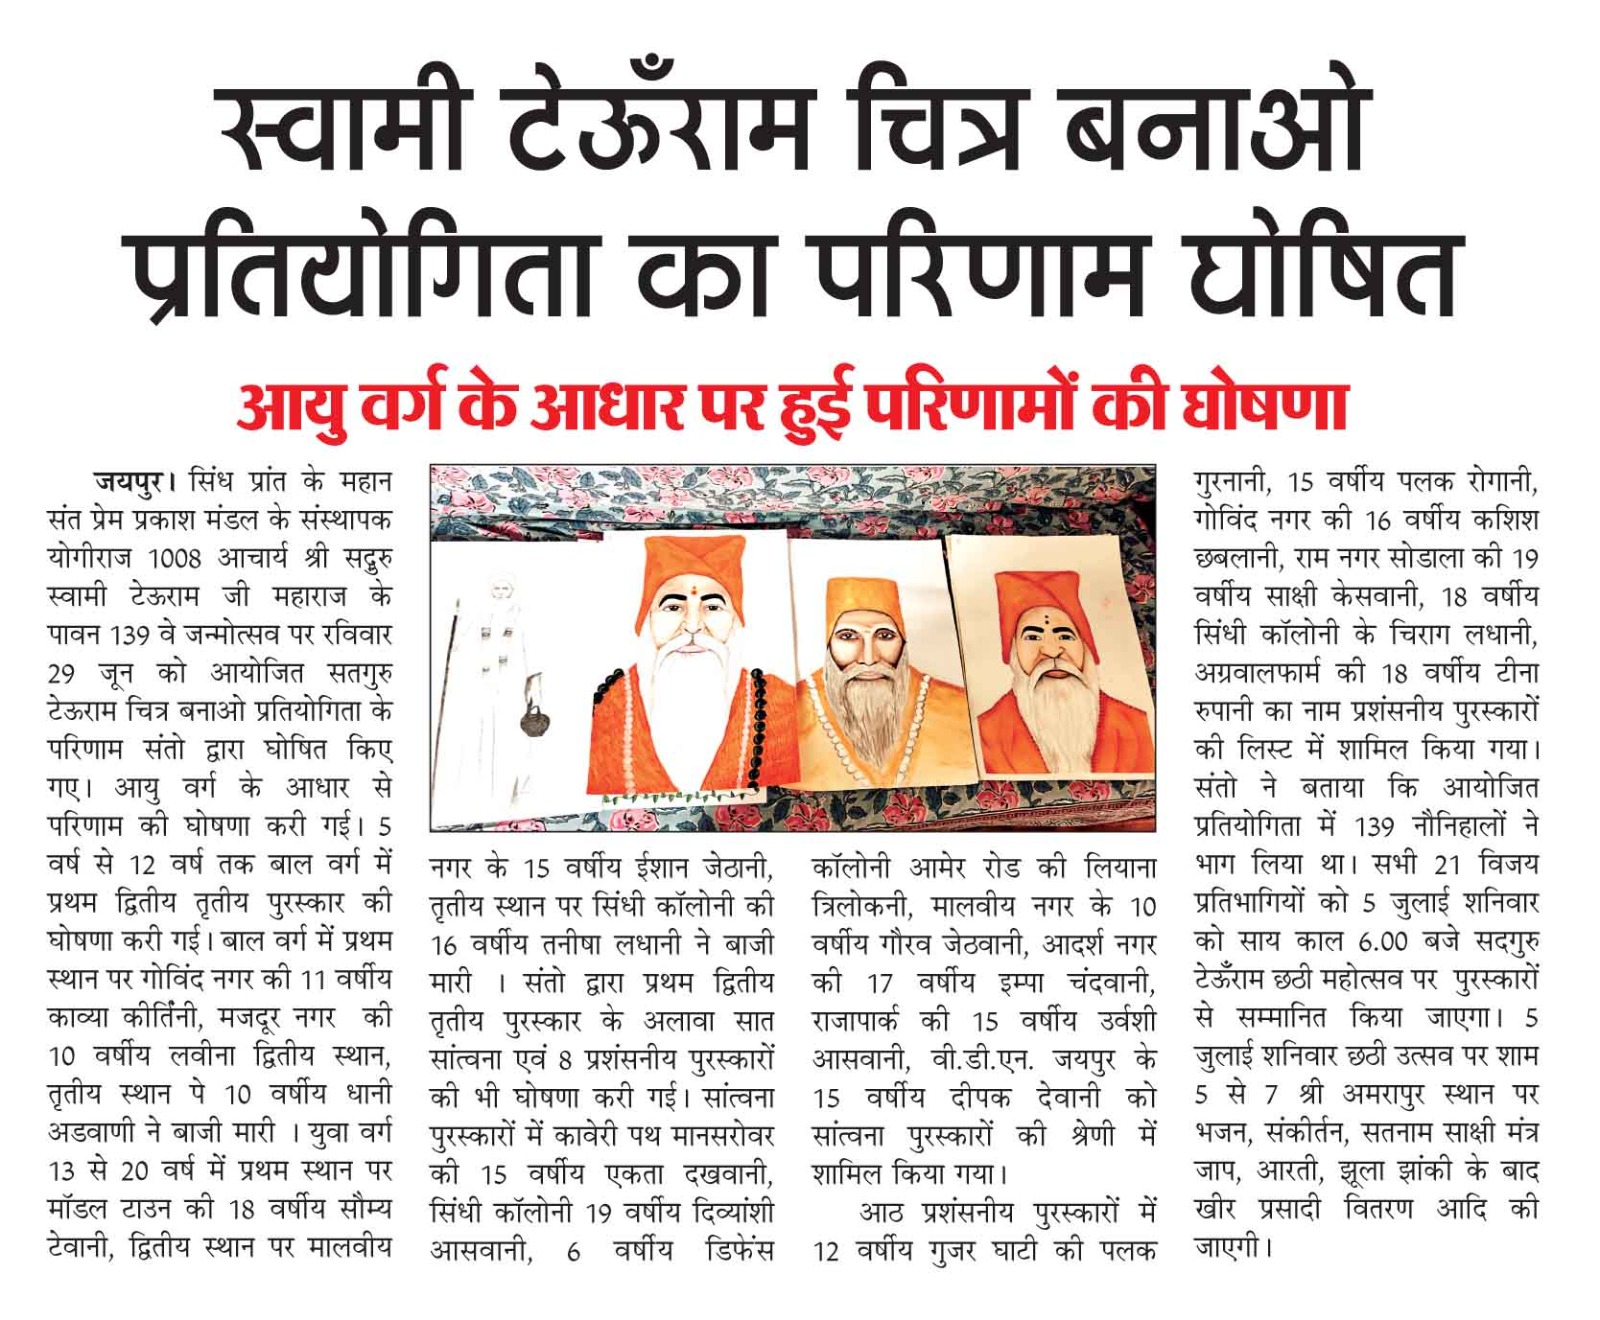 स्वामी टेऊँराम चित्र बनाओ
प्रतियोगिता का परिणाम घोषित
आयु वर्ग के आधार पर हुई परिणामों की घोषणा
जयपुर। सिंध प्रांत के महान
संत प्रेम प्रकाश मंडल के संस्थापक
योगीराज 1008 आचार्य श्री सद्गुरु
स्वामी टेऊराम जी महाराज के
पावन 139 वे जन्मोत्सव पर रविवार
29 जून को आयोजित सतगुरु
टेऊराम चित्र बनाओ प्रतियोगिता के
परिणाम संतो द्वारा घोषित किए
गए। आयु वर्ग के आधार से
परिणाम की घोषणा करी गई। 5
वर्ष से 12 वर्ष तक बाल वर्ग में
प्रथम द्वितीय तृतीय पुरस्कार की
घोषणा करी गई। बाल वर्ग में प्रथम
स्थान पर गोविंद नगर की 11 वर्षीय
काव्या कीर्तिनी, मजदूर नगर की
10 वर्षीय लवीना द्वितीय स्थान,
तृतीय स्थान पे 10 वर्षीय धानी
अडवाणी ने बाजी मारी । युवा वर्ग
13 से 20 वर्ष में प्रथम स्थान पर
मॉडल टाउन की 18 वर्षीय सौम्य
टेवानी, द्वितीय स्थान पर मालवीय
नगर के 15 वर्षीय ईशान जेठानी,
तृतीय स्थान पर सिंधी कॉलोनी की
16 वर्षीय तनीषा लधानी ने बाजी
मारी । संतो द्वारा प्रथम द्वितीय
तृतीय पुरस्कार के अलावा सात
सांत्वना एवं 8 प्रशंसनीय पुरस्कारों
की भी घोषणा करी गई। सांत्वना
पुरस्कारों में कावेरी पथ मानसरोवर
की 15 वर्षीय एकता दखवानी,
सिंधी कॉलोनी 19 वर्षीय दिव्यांशी
आसवानी, 6 वर्षीय डिफेंस
कॉलोनी आमेर रोड की लियाना
त्रिलोकनी, मालवीय नगर के 10
वर्षीय गौरव जेठवानी, आदर्श नगर
की 17 वर्षीय इम्पा चंदवानी,
राजापार्क की 15 वर्षीय उर्वशी
आसवानी, वी.डी.एन. जयपुर के
15 वर्षीय दीपक देवानी को
सांत्वना पुरस्कारों की श्रेणी में
शामिल किया गया।
आठ प्रशंसनीय पुरस्कारों में
12 वर्षीय गुजर घाटी की पलक
गुरनानी, 15 वर्षीय पलक रोगानी,
गोविंद नगर की 16 वर्षीय कशिश
छबलानी, राम नगर सोडाला की 19
वर्षीय साक्षी केसवानी, 18 वर्षीय
सिंधी कॉलोनी के चिराग लधानी,
अग्रवालफार्म की 18 वर्षीय टीना
रुपानी का नाम प्रशंसनीय पुरस्कारों
की लिस्ट में शामिल किया गया।
संतो ने बताया कि आयोजित
प्रतियोगिता में 139 नौनिहालों ने
भाग लिया था। सभी 21 विजय
प्रतिभागियों को 5 जुलाई शनिवार
को साय काल 6.00 बजे सदगुरु
टेऊँराम छठी महोत्सव पर पुरस्कारों
से सम्मानित किया जाएगा। 5
जुलाई शनिवार छठी उत्सव पर शाम
5 से 7 श्री अमरापुर स्थान पर
भजन, संकीर्तन, सतनाम साक्षी मंत्र
जाप, आरती, झूला झांकी के बाद
खीर प्रसादी वितरण आदि की
जाएगी।